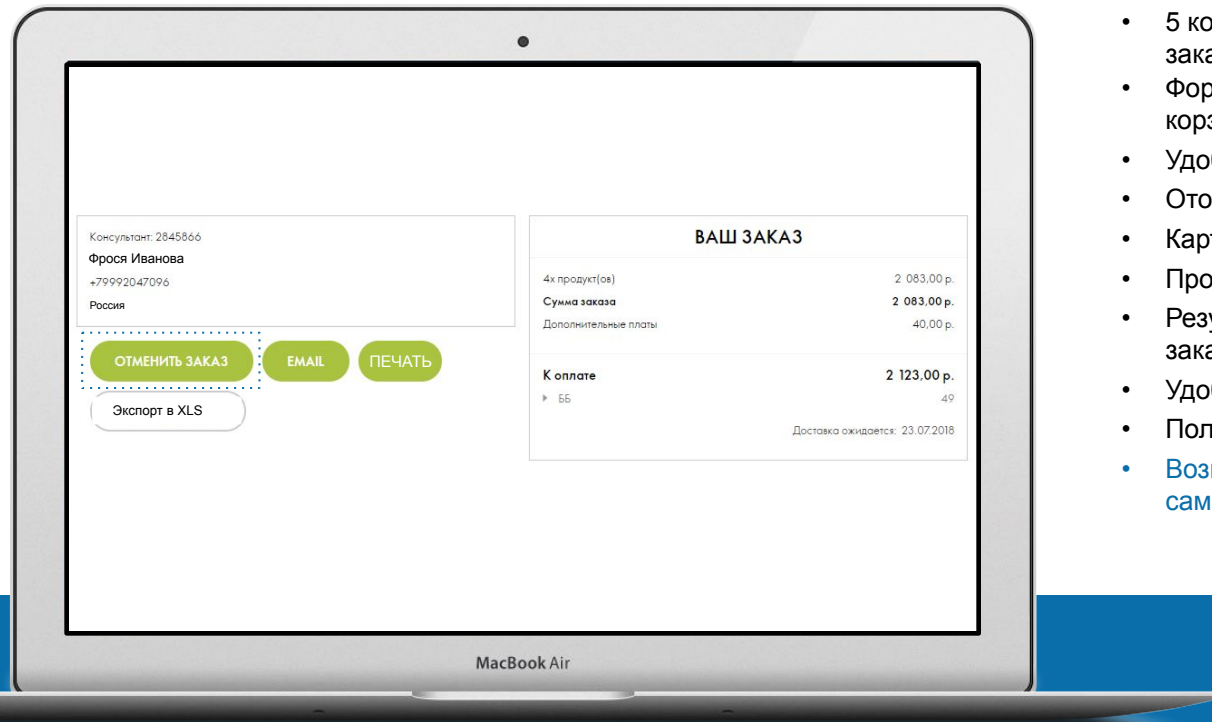 Консультант: 2845866
Фрося Иванова
+79992047096
Россия
ОТМЕНИТЬ ЗАКАЗ
EMAIL
ПЕЧАТЬ
Экспорт в XLS
ВАШ ЗАКАЗ
4x продукт(ов) 2 083,00 р.
Сумма заказа 2 083,00 р.
Дополнительные платы 40,00 р.
К оплате 2 123,00 р.
ББ 49
Доставка ожидается: 23.07.2018
MacBook Air
• 5
•
•
•
•
•
•
•
•
•